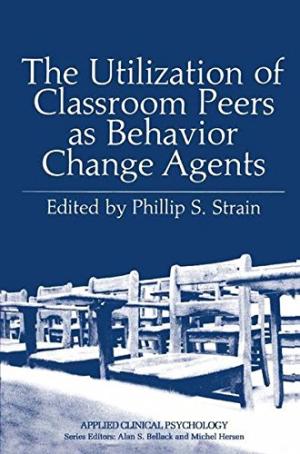 The Utilization of
Classroom Peers
as Behavior
Change Agents
Edited by Phillip S. Strain
APPLIED CLINICAL PSYCHOLOGY
Series Editors: Alan S. Bellack and Michel Hersen